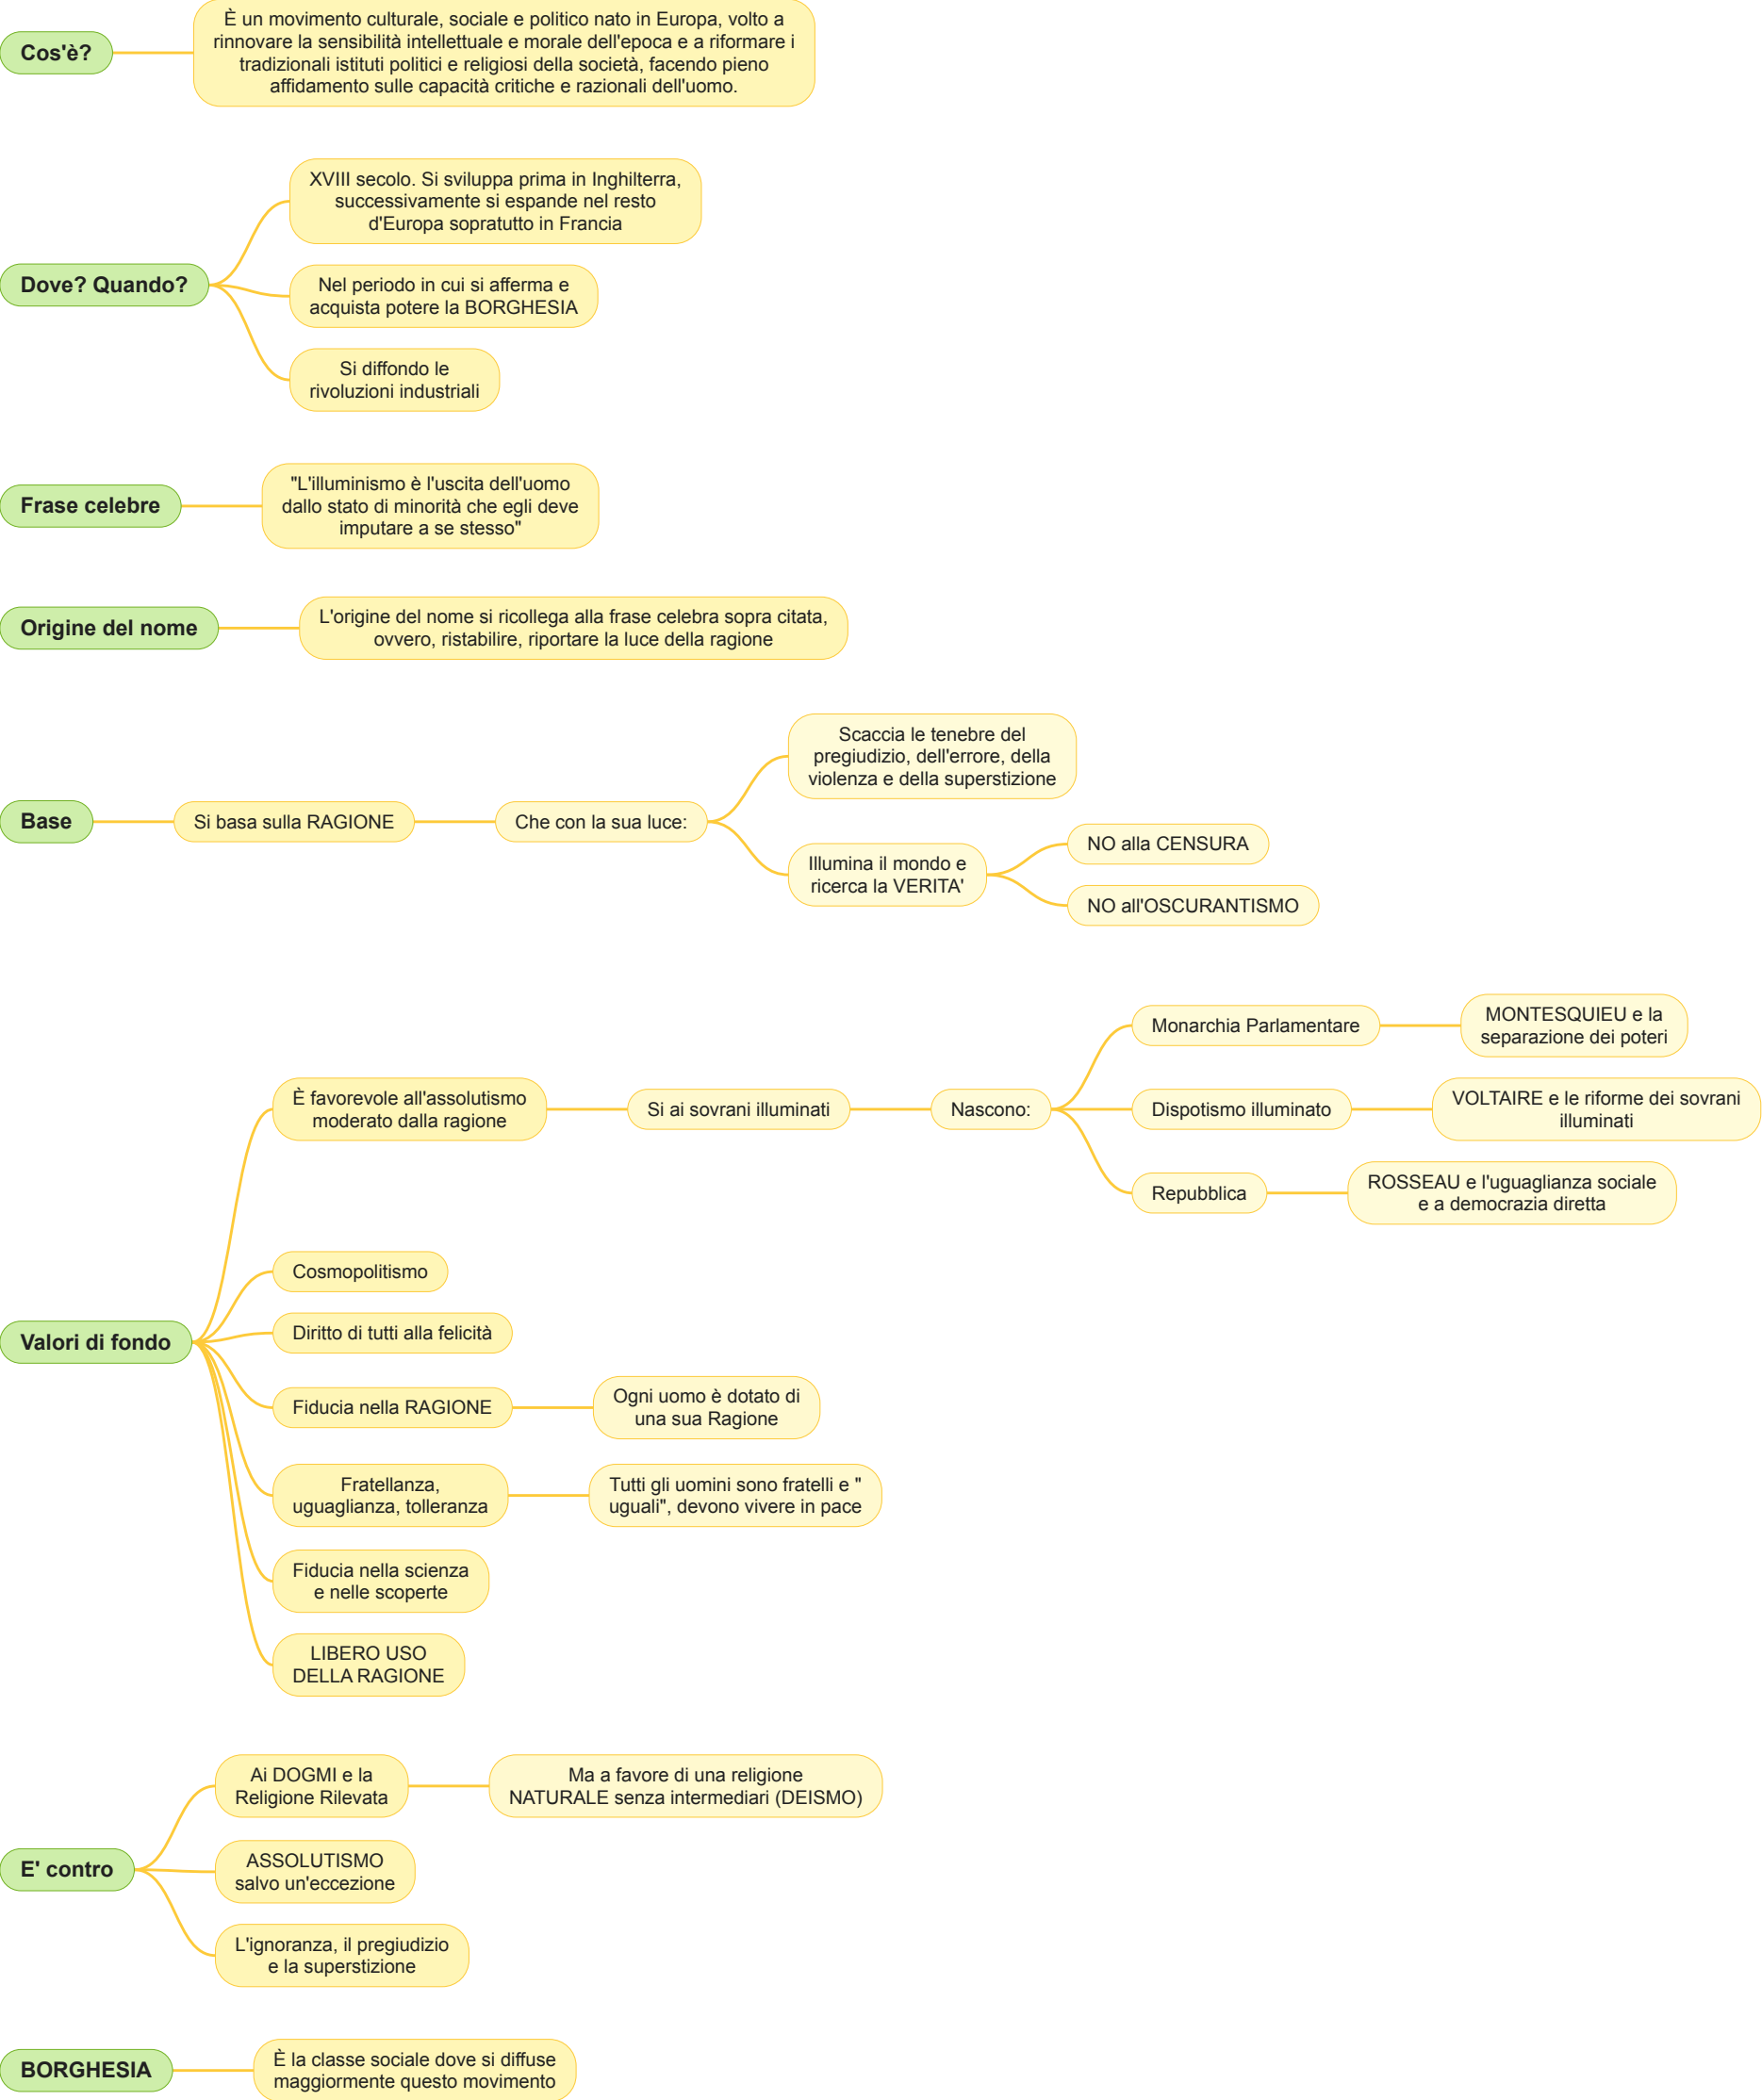 Cos'è?
È un movimento culturale, sociale e politico nato in Europa, volto a
rinnovare la sensibilità intellettuale e morale dell'epoca e a riformare i
tradizionali istituti politici e religiosi della società, facendo pieno
affidamento sulle capacità critiche e razionali dell'uomo.
Dove? Quando?
XVIII secolo. Si sviluppa prima in Inghilterra,
successivamente si espande nel resto
d'Europa sopratutto in Francia
Nel periodo in cui si afferma e
acquista potere la BORGHESIA
Si diffondo le
rivoluzioni industriali
Frase celebre
"L'illuminismo è l'uscita dell'uomo
dallo stato di minorità che egli deve
imputare a se stesso"
Origine del nome
L'origine del nome si ricollega alla frase celebra sopra citata,
ovvero, ristabilire, riportare la luce della ragione
Base
Si basa sulla RAGIONE
Che con la sua luce:
Scaccia le tenebre del
pregiudizio, dell'errore, della
violenza e della superstizione
Illumina il mondo e
ricerca la VERITA'
NO alla CENSURA
NO all'OSCURANTISMO
Valori di fondo
È favorevole all'assolutismo
moderato dalla ragione
Si ai sovrani illuminati
Nascono:
Monarchia Parlamentare
MONTESQUIEU e la
separazione dei poteri
Dispotismo illuminato
VOLTAIRE e le riforme dei sovrani
illuminati
Repubblica
ROSSEAU e l'uguaglianza sociale
e a democrazia diretta
Cosmopolitismo
Diritto di tutti alla felicità
Fiducia nella RAGIONE
Ogni uomo è dotato di
una sua Ragione
Fratellanza,
uguaglianza, tolleranza
Tutti gli uomini sono fratelli e "
uguali", devono vivere in pace
Fiducia nella scienza
e nelle scoperte
LIBERO USO
DELLA RAGIONE
E' contro
Ai DOGMI e la
Religione Rilevata
Ma a favore di una religione
NATURALE senza intermediari (DEISMO)
ASSOLUTISMO
salvo un'eccezione
L'ignoranza, il pregiudizio
e la superstizione
BORGHESIA
È la classe sociale dove si diffuse
maggiormente questo movimento